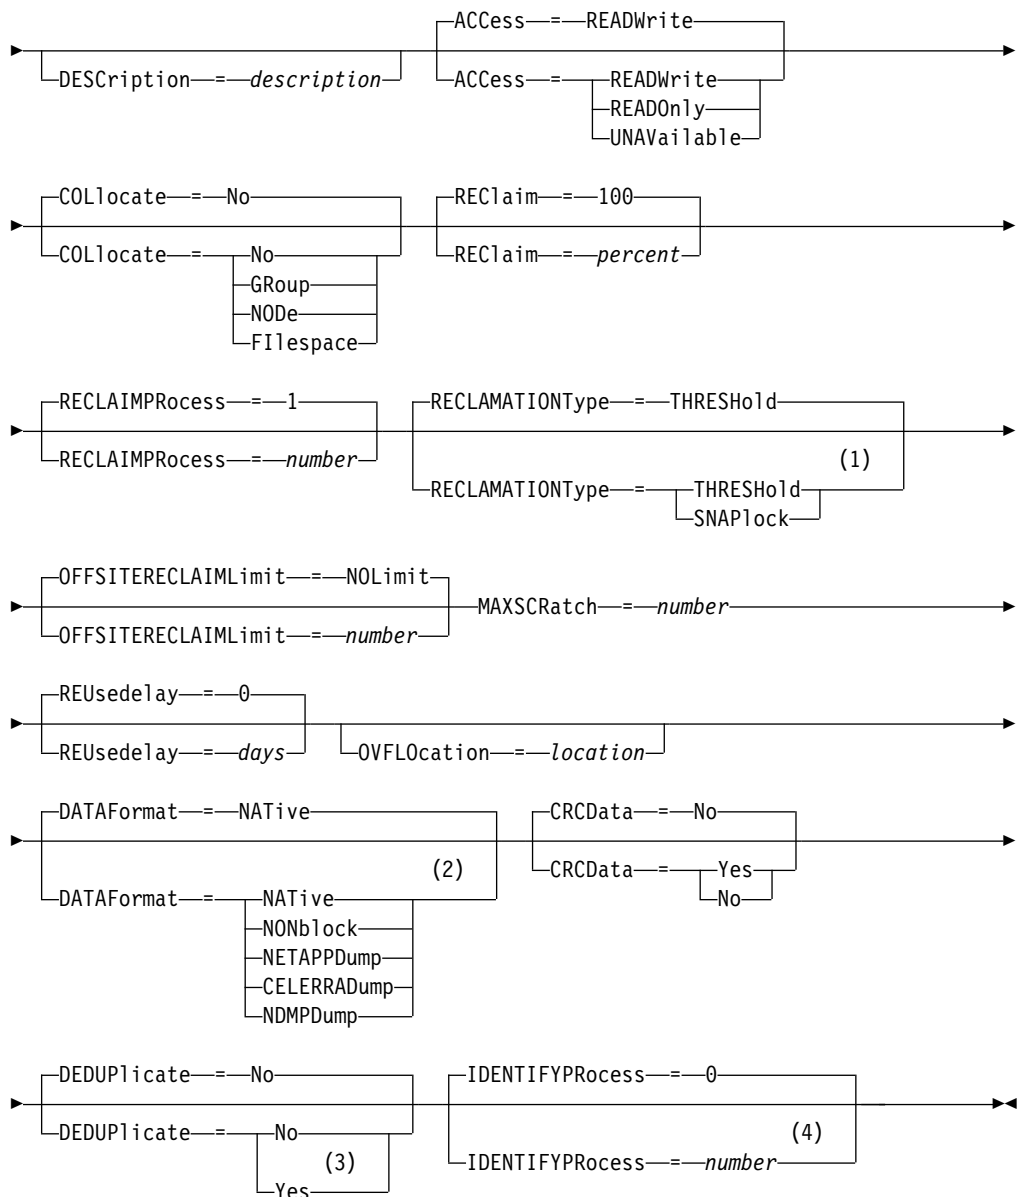 ACCess = READWrite
DESCription = description ACCess = READWrite
READOnly
UNAVailable
COLlocate = No REClaim = 100
COLlocate = No REClaim = percent
GRoup
NODe
FIlespace
RECLAIMPRocess = 1 RECLAMATIONType = THRESHold
RECLAIMPRocess = number (1)
RECLAMATIONType = THRESHold
SNAPlock
OFFSITERECLAIMLimit = NOLimit
MAXSCRatch = number
OFFSITERECLAIMLimit = number
REUsedelay = 0
REUsedelay = days OVFLOcation = location
DATAFormat = NATive CRCData = No
(2) CRCData = Yes
DATAFormat = NATive No
NONblock
NETAPPDump
CELERRADump
NDMPDump
DEDUPlicate = No IDENTIFYPRocess = 0
DEDUPlicate = No (4)
(3) IDENTIFYPRocess = number
Yes